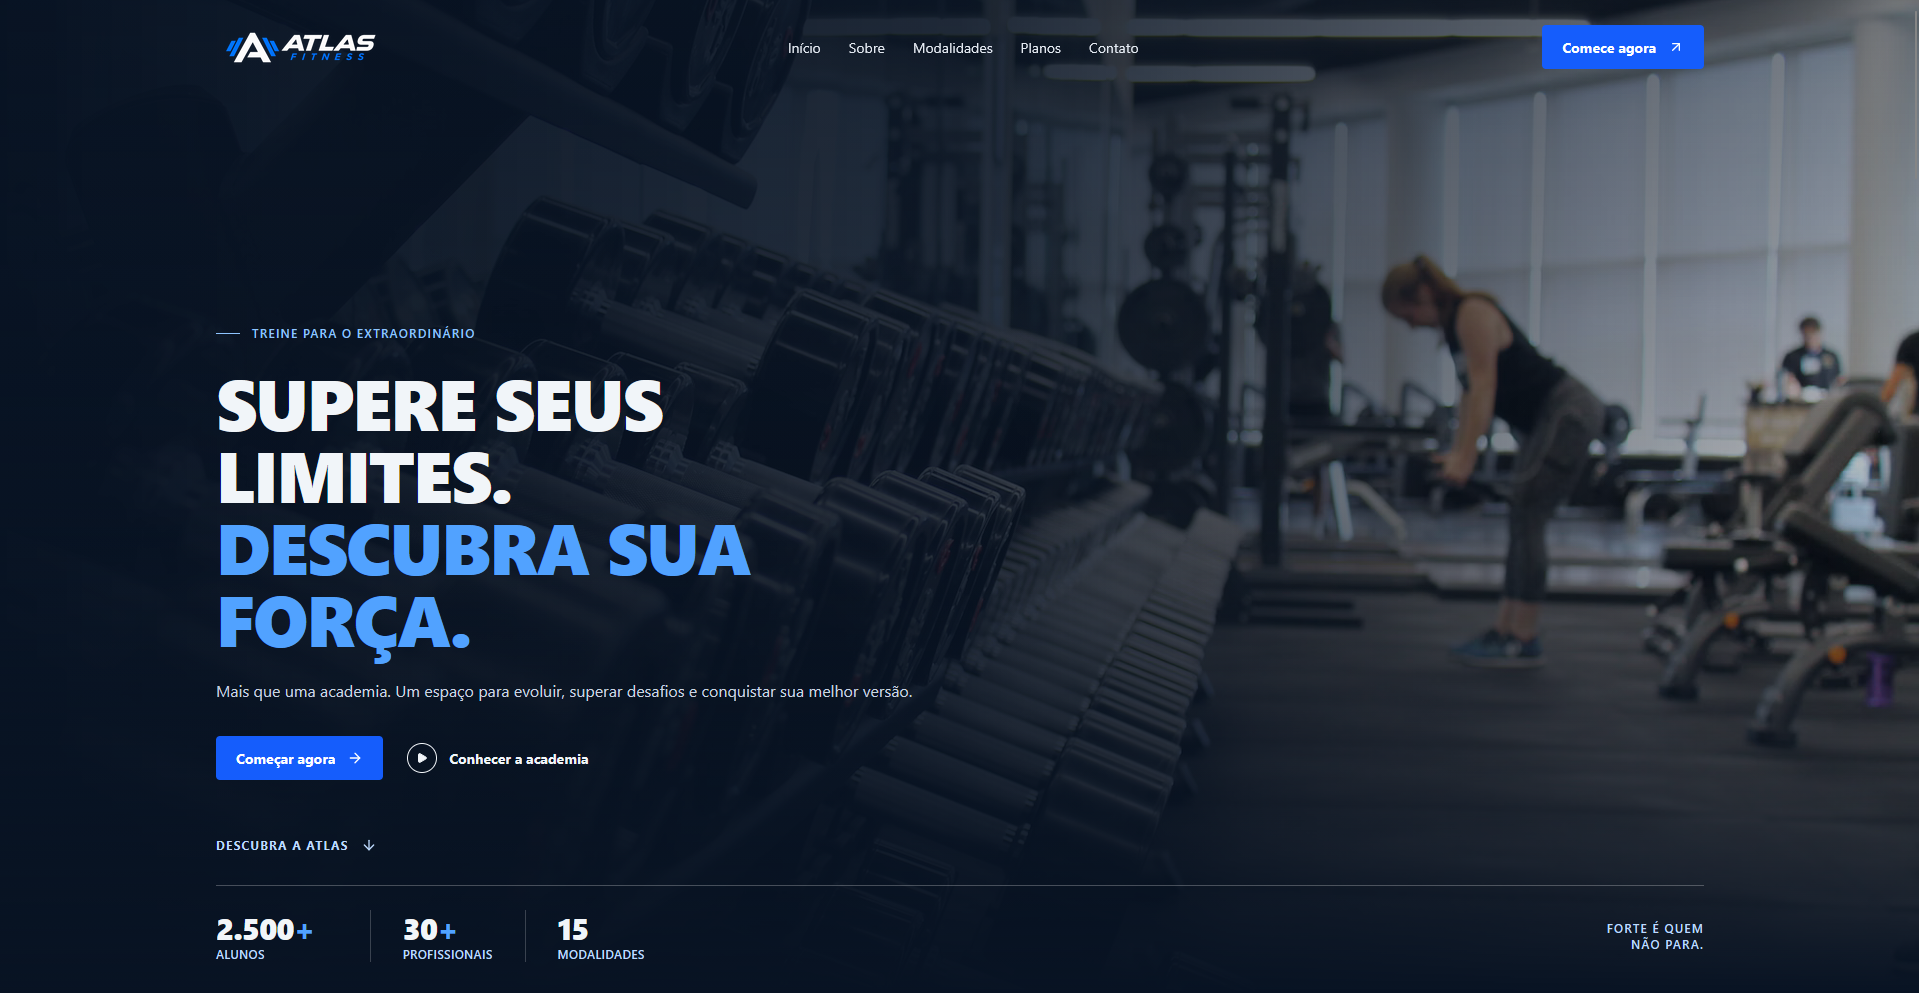 ATLAS
FITNESS
Início
Sobre
Modalidades
Planos
Contato
Comece agora
TREINE PARA O EXTRAORDINÁRIO
SUPERE SEUS
LIMITES.
DESCUBRA SUA
FORÇA.
Mais que uma academia. Um espaço para evoluir, superar desafios e conquistar sua melhor versão.
Começar agora
Conhecer a academia
DESCUBRA A ATLAS
2.500+
ALUNOS
30+
PROFISSIONAIS
15
MODALIDADES
FORTE É QUEM
NÃO PARA.